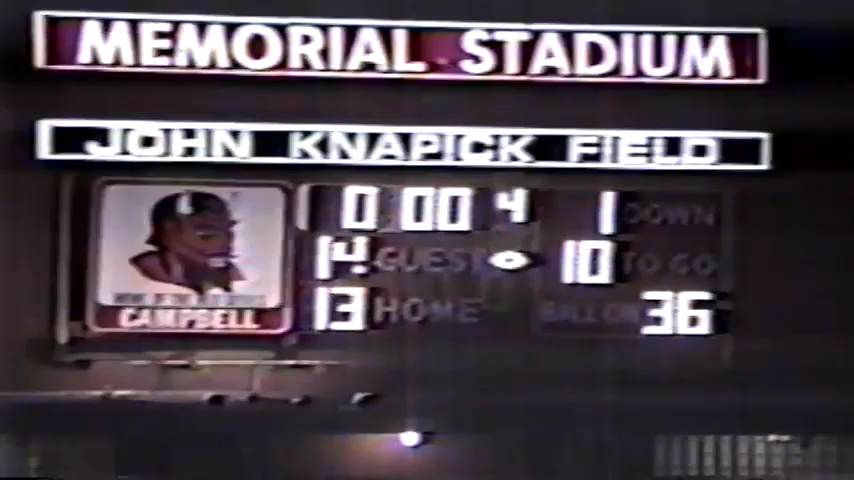 MEMORIAL STADIUM
JOHN KNAPICK FIELD
0:00 4 1 DOWN
14 GUEST 10 TO GO
13 HOME BALL ON 36
CAMPBELL